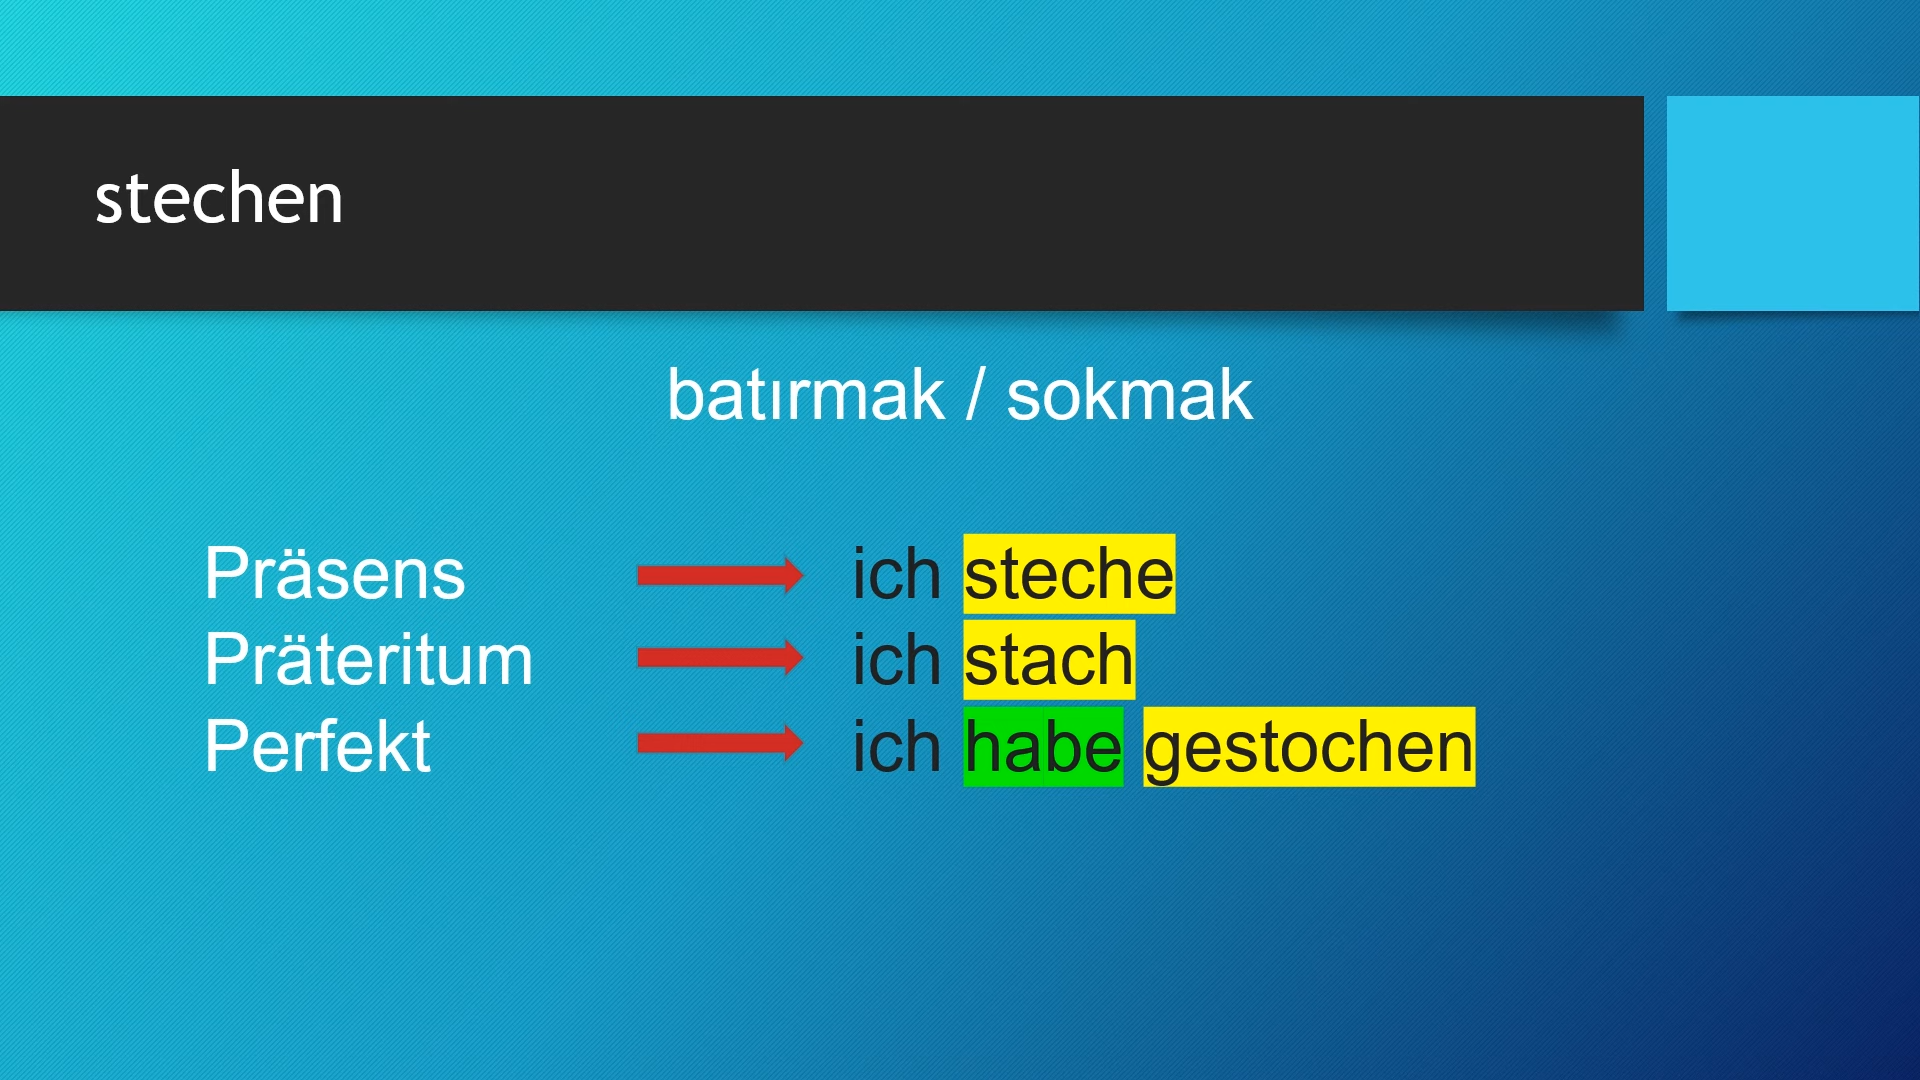 stechen
batırmak / sokmak
Präsens ich steche
Präteritum ich stach
Perfekt ich habe gestochen